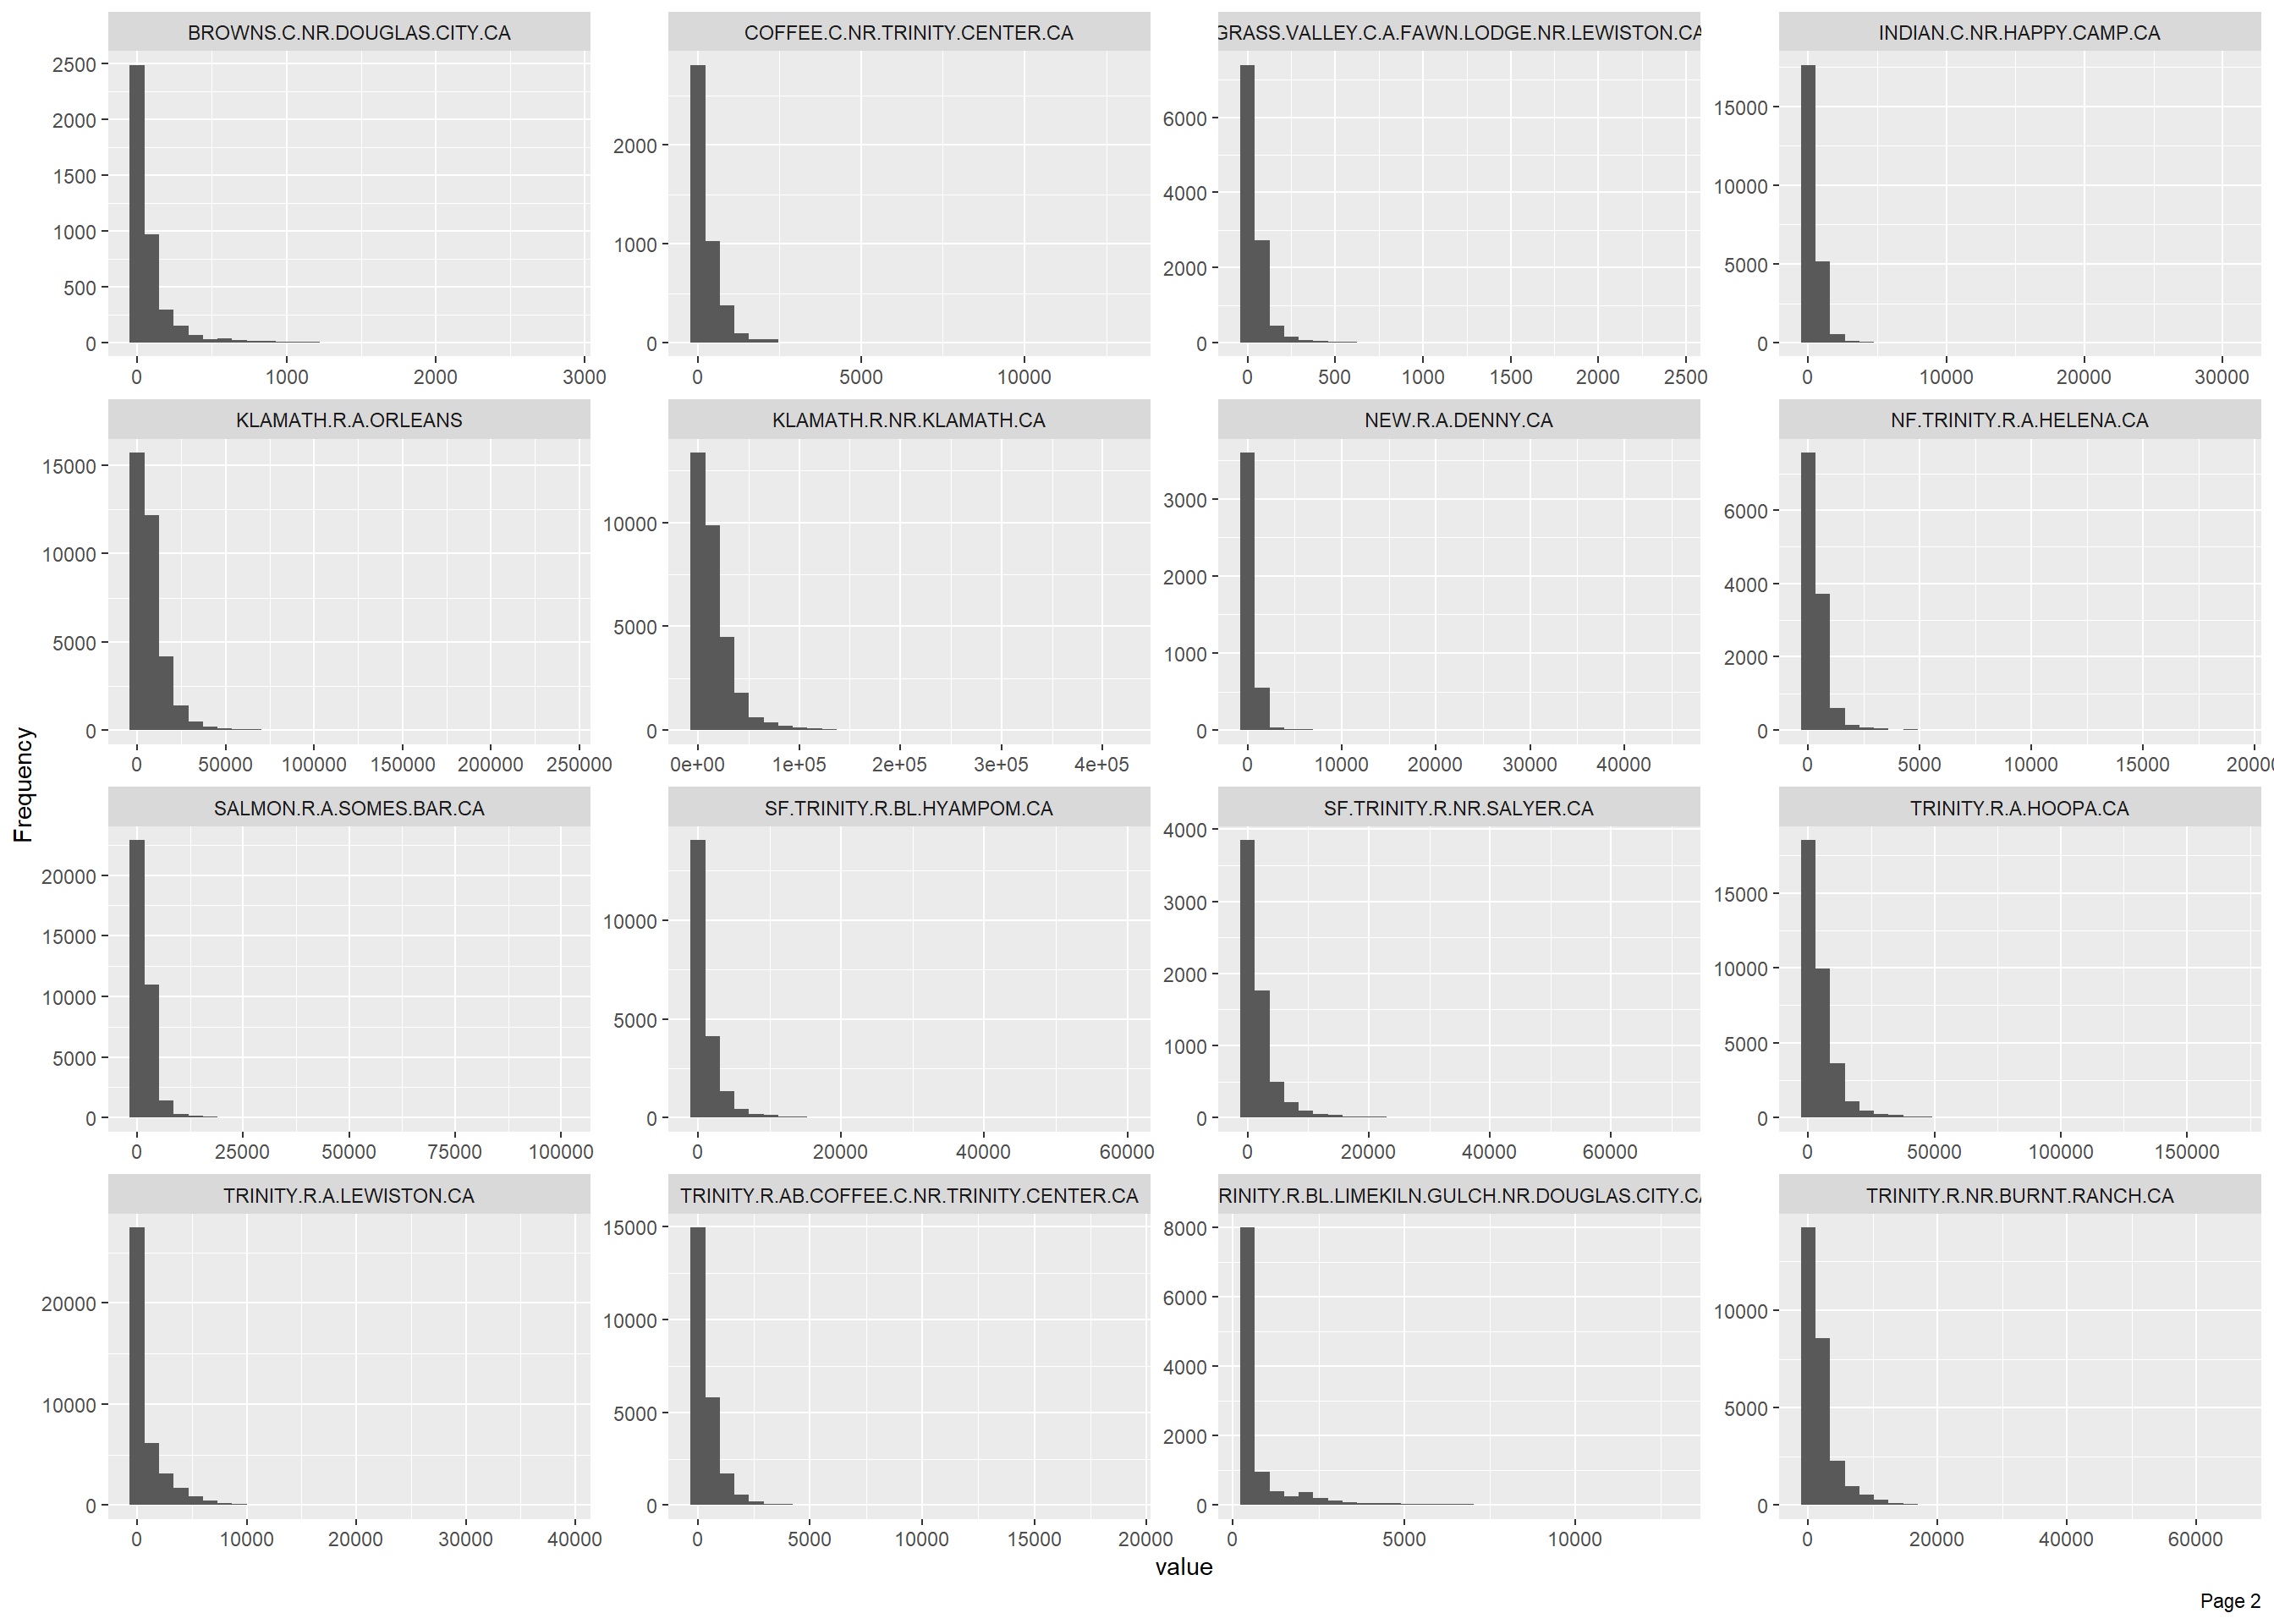 BROWNS.C.NR.DOUGLAS.CITY.CA
COFFEE.C.NR.TRINITY.CENTER.CA
GRASS.VALLEY.C.A.FAWN.LODGE.NR.LEWISTON.CA
INDIAN.C.NR.HAPPY.CAMP.CA
2500
2000
1500
1000
500
0
0 1000 2000 3000
2000
1000
0
0 5000 10000
6000
4000
2000
0
0 500 1000 1500 2000 2500
15000
10000
5000
0
0 10000 20000 30000
KLAMATH.R.A.ORLEANS
KLAMATH.R.NR.KLAMATH.CA
NEW.R.A.DENNY.CA
NF.TRINITY.R.A.HELENA.CA
15000
10000
5000
0
0 50000 100000 150000 200000 250000
10000
5000
0
0e+00 1e+05 2e+05 3e+05 4e+05
3000
2000
1000
0
0 10000 20000 30000 40000
6000
4000
2000
0
0 5000 10000 15000 20000
SALMON.R.A.SOMES.BAR.CA
SF.TRINITY.R.BL.HYAMPOM.CA
SF.TRINITY.R.NR.SALYER.CA
TRINITY.R.A.HOOPA.CA
20000
15000
10000
5000
0
0 25000 50000 75000 100000
10000
5000
0
0 20000 40000 60000
4000
3000
2000
1000
0
0 20000 40000 60000
15000
10000
5000
0
0 50000 100000 150000
TRINITY.R.A.LEWISTON.CA
TRINITY.R.AB.COFFEE.C.NR.TRINITY.CENTER.CA
RINITY.R.BL.LIMEKILN.GULCH.NR.DOUGLAS.CITY.CA
TRINITY.R.NR.BURNT.RANCH.CA
20000
10000
0
0 10000 20000 30000 40000
15000
10000
5000
0
0 5000 10000 15000 20000
8000
6000
4000
2000
0
0 5000 10000
10000
5000
0
0 20000 40000 60000
Frequency
value
Page 2